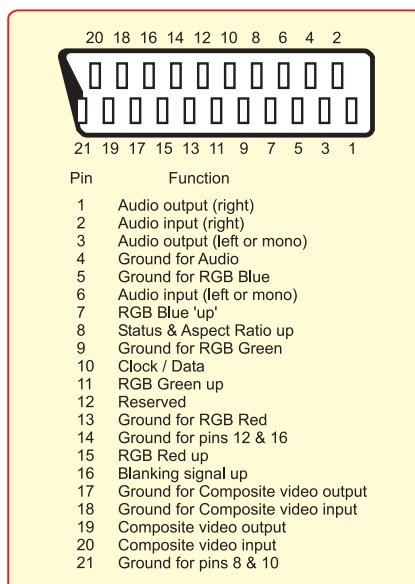 20 18 16 14 12 10 8 6 4 2
21 19 17 15 13 11 9 7 5 3 1
Pin Function
1 Audio output (right)
2 Audio input (right)
3 Audio output (left or mono)
4 Ground for Audio
5 Ground for RGB Blue
6 Audio input (left or mono)
7 RGB Blue 'up'
8 Status & Aspect Ratio up
9 Ground for RGB Green
10 Clock / Data
11 RGB Green up
12 Reserved
13 Ground for RGB Red
14 Ground for pins 12 & 16
15 RGB Red up
16 Blanking signal up
17 Ground for Composite video output
18 Ground for Composite video input
19 Composite video output
20 Composite video input
21 Ground for pins 8 & 10